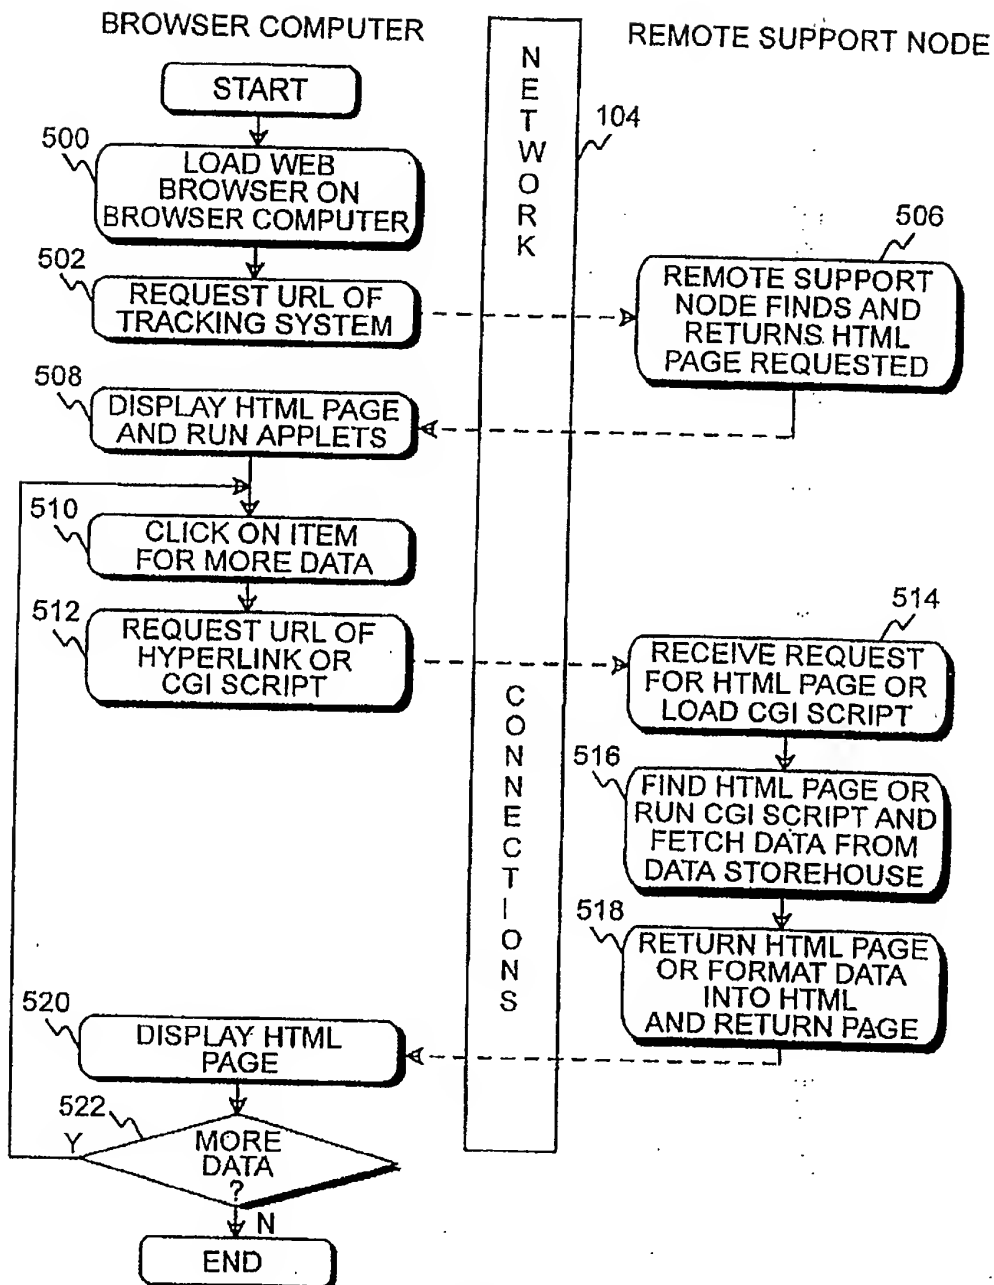 BROWSER COMPUTER
REMOTE SUPPORT NODE
START
NETWORK
104
500
LOAD WEB
BROWSER ON
BROWSER COMPUTER
502
REQUEST URL OF
TRACKING SYSTEM
506
REMOTE SUPPORT
NODE FINDS AND
RETURNS HTML
PAGE REQUESTED
508
DISPLAY HTML PAGE
AND RUN APPLETS
510
CLICK ON ITEM
FOR MORE DATA
512
REQUEST URL OF
HYPERLINK OR
CGI SCRIPT
CONNECTIONS
514
RECEIVE REQUEST
FOR HTML PAGE OR
LOAD CGI SCRIPT
516
FIND HTML PAGE OR
RUN CGI SCRIPT AND
FETCH DATA FROM
DATA STOREHOUSE
518
RETURN HTML PAGE
OR FORMAT DATA
INTO HTML
AND RETURN PAGE
520
DISPLAY HTML
PAGE
522
Y
MORE
DATA
?
N
END